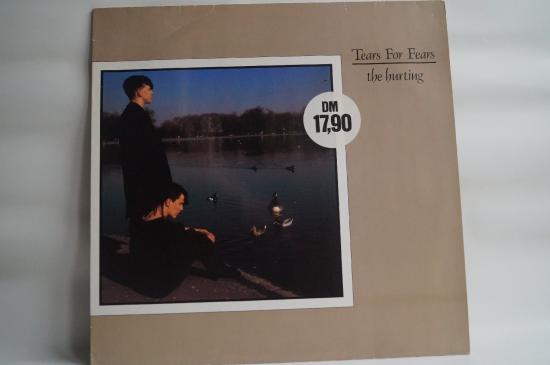 Tears For Fears
the hurting
DM
17,90